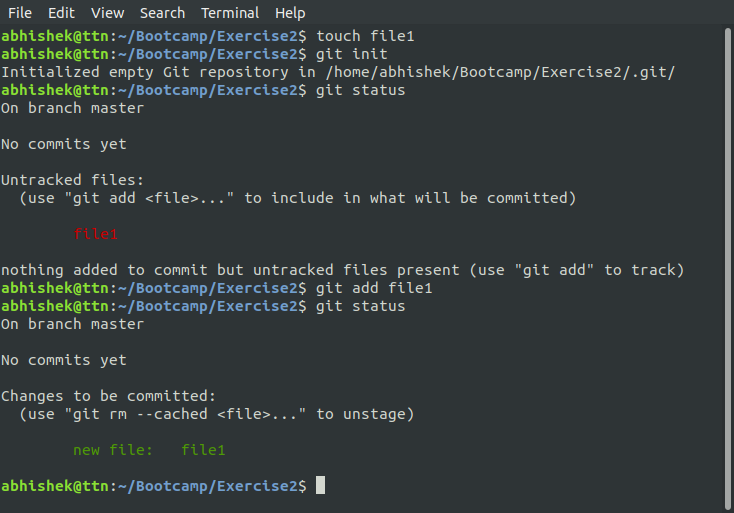 File Edit View Search Terminal Help
abhishek@ttn:~/Bootcamp/Exercise2$ touch file1
abhishek@ttn:~/Bootcamp/Exercise2$ git init
Initialized empty Git repository in /home/abhishek/Bootcamp/Exercise2/.git/
abhishek@ttn:~/Bootcamp/Exercise2$ git status
On branch master
No commits yet
Untracked files:
  (use "git add <file>..." to include in what will be committed)
        file1
nothing added to commit but untracked files present (use "git add" to track)
abhishek@ttn:~/Bootcamp/Exercise2$ git add file1
abhishek@ttn:~/Bootcamp/Exercise2$ git status
On branch master
No commits yet
Changes to be committed:
  (use "git rm --cached <file>..." to unstage)
        new file:   file1
abhishek@ttn:~/Bootcamp/Exercise2$